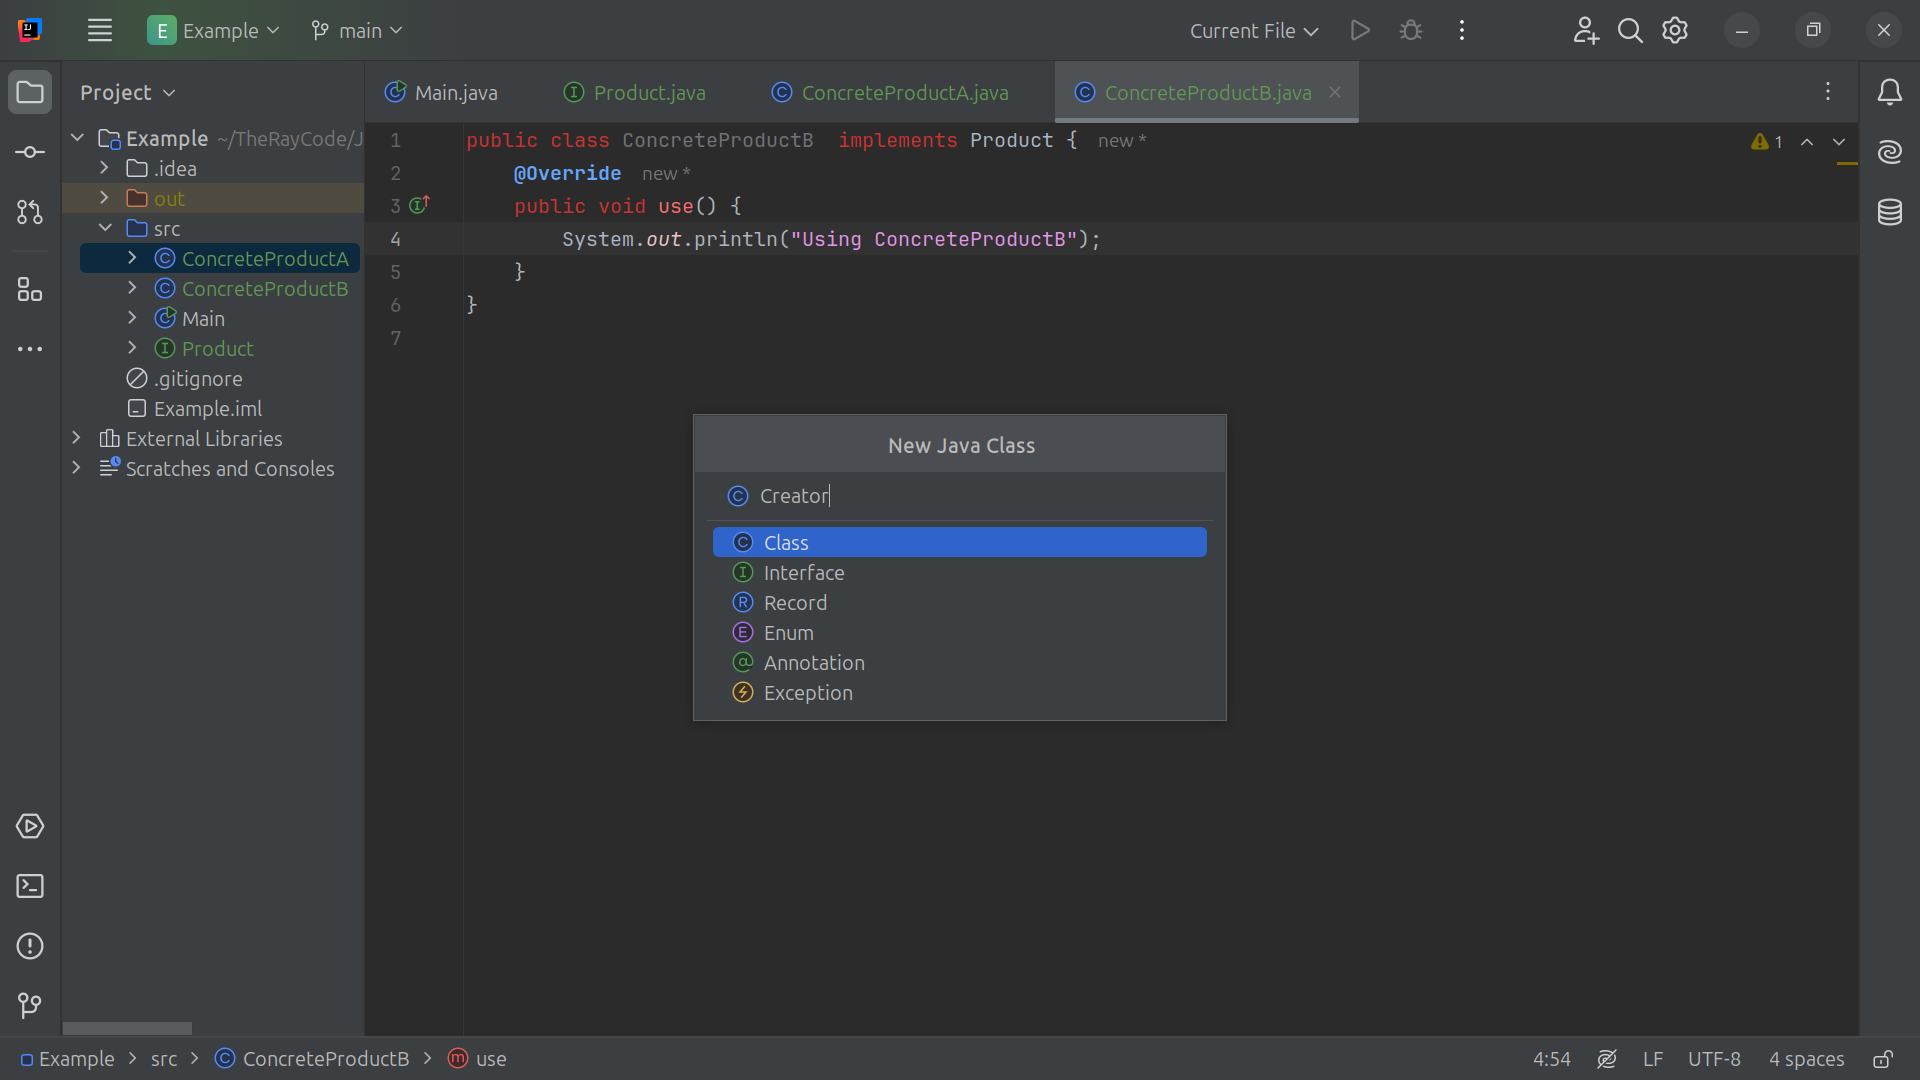 E Example main Current File
Project
Main.java Product.java ConcreteProductA.java ConcreteProductB.java
Example ~/TheRayCode/J
.idea
out
src
ConcreteProductA
ConcreteProductB
Main
Product
.gitignore
Example.iml
External Libraries
Scratches and Consoles
1 public class ConcreteProductB  implements Product { new *
2 @Override new *
3 public void use() {
4 System.out.println("Using ConcreteProductB");
5 }
6 }
7
1
New Java Class
Creator
Class
Interface
Record
Enum
Annotation
Exception
Example src ConcreteProductB use 4:54 LF UTF-8 4 spaces